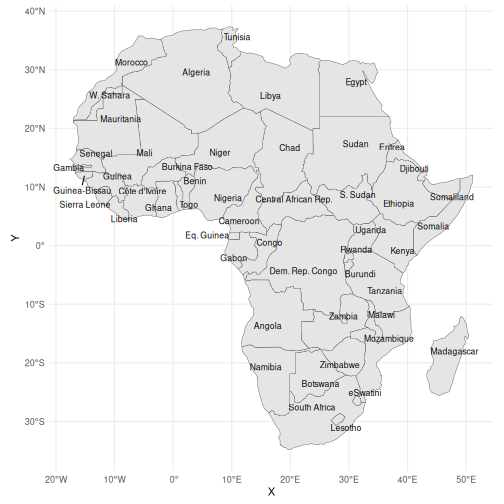 40°N
Tunisia
Morocco
30°N
Algeria
Egypt
Libya
W. Sahara
Mauritania
20°N
Y
Sudan
Eritrea
Chad
Senegal
Mali
Niger
Gambia
Burkina Faso
Djibouti
Guinea
Benin
10°N
Guinea-Bissau
Côte d'Ivoire
S. Sudan
Somaliland
Nigeria
Central African Rep.
Sierra Leone
Ghana
Togo
Ethiopia
Liberia
Cameroon
Somalia
Uganda
Eq. Guinea
0°
Congo
Rwanda
Kenya
Gabon
Dem. Rep. Congo
Burundi
Tanzania
10°S
Zambia
Malawi
Angola
Mozambique
Madagascar
20°S
Namibia
Zimbabwe
Botswana
eSwatini
South Africa
30°S
Lesotho
20°W
10°W
0°
10°E
20°E
30°E
40°E
50°E
X